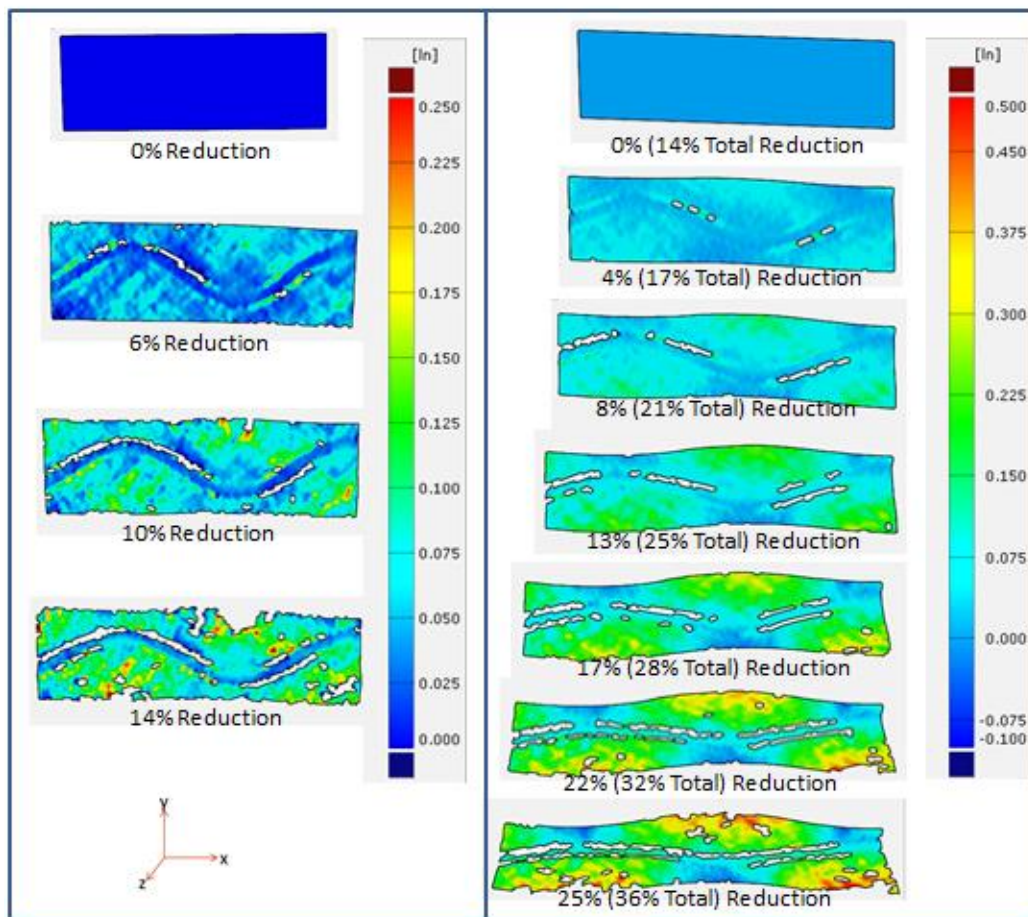 [ln]
0.250
0.225
0.200
0.175
0.150
0.125
0.100
0.075
0.050
0.025
0.000
0% Reduction
6% Reduction
10% Reduction
14% Reduction
y
x
z
[ln]
0.500
0.450
0.375
0.300
0.225
0.150
0.075
0.000
-0.075
-0.100
0% (14% Total Reduction
4% (17% Total) Reduction
8% (21% Total) Reduction
13% (25% Total) Reduction
17% (28% Total) Reduction
22% (32% Total) Reduction
25% (36% Total) Reduction